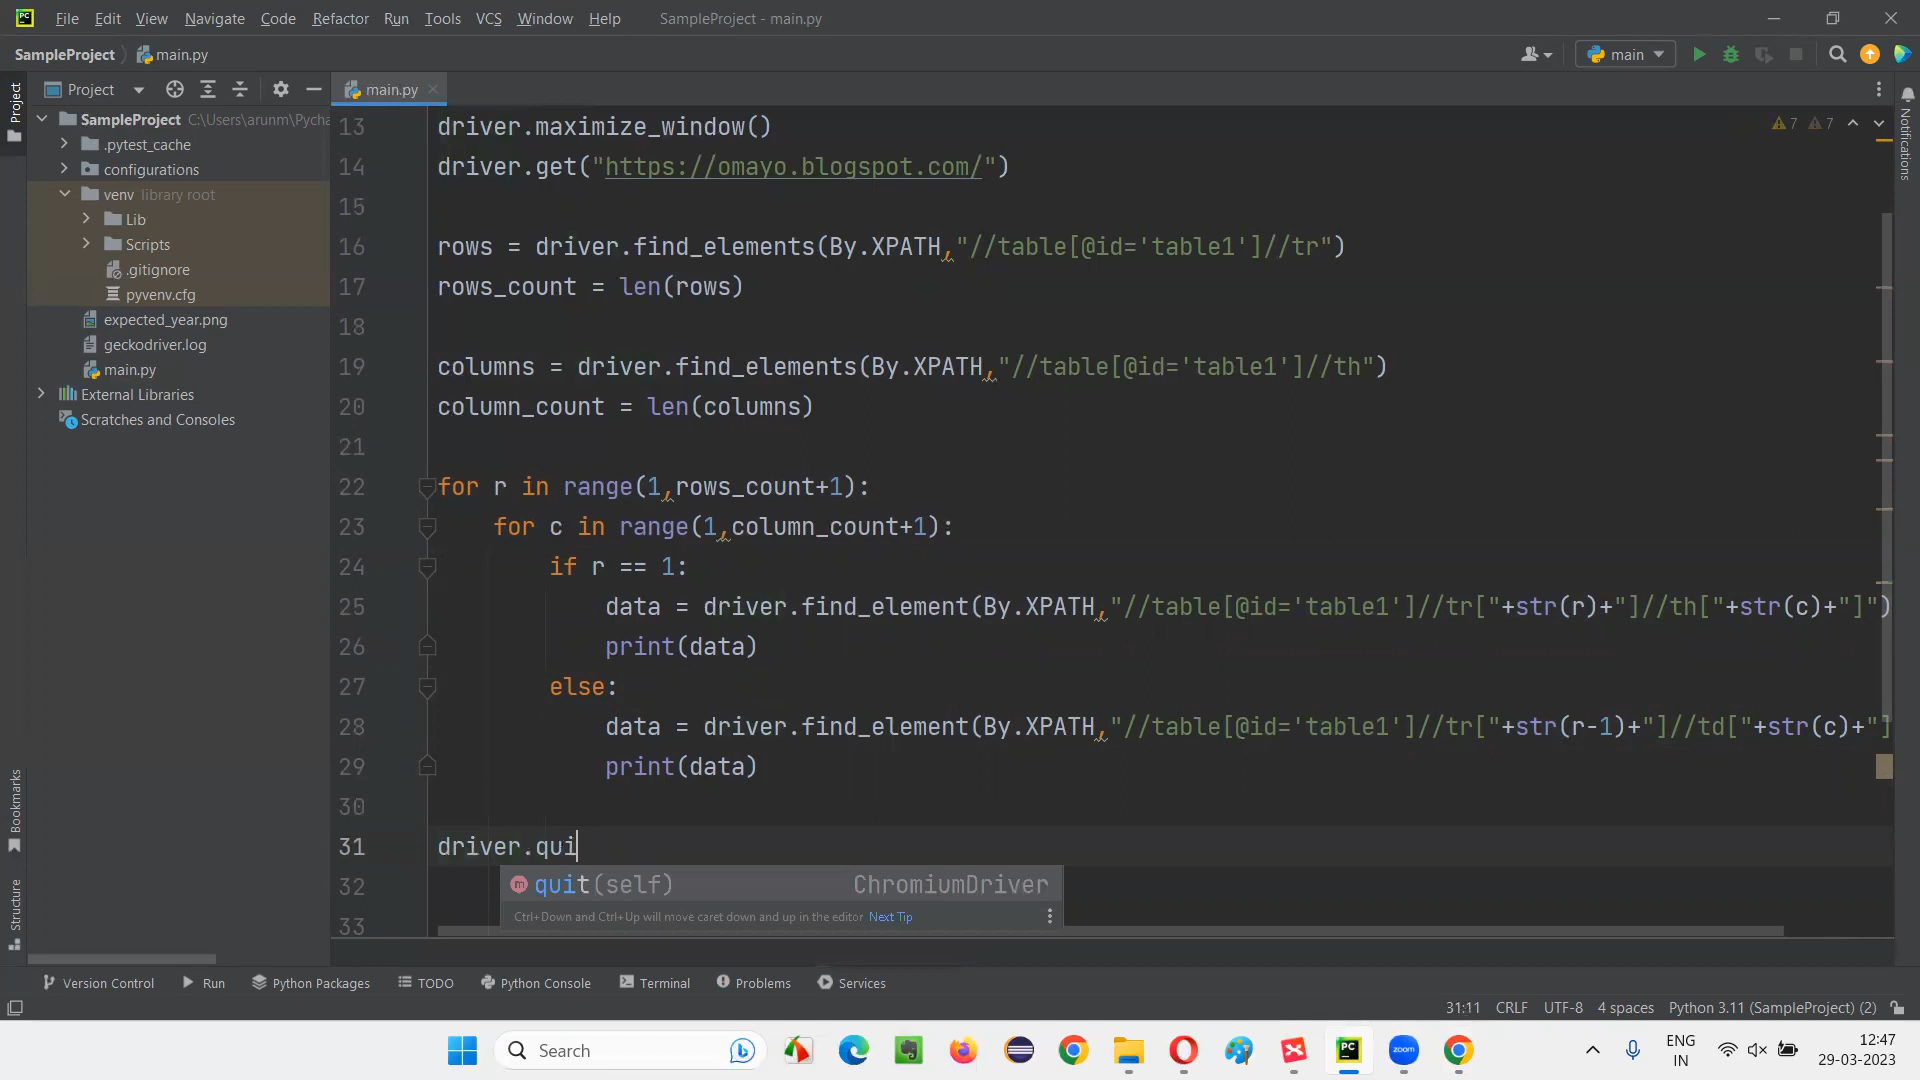 PC File Edit View Navigate Code Refactor Run Tools VCS Window Help SampleProject - main.py
SampleProject main.py main
Project main.py
SampleProject C:\Users\arunm\Pycha
.pytest_cache
configurations
venv library root
Lib
Scripts
.gitignore
pyvenv.cfg
expected_year.png
geckodriver.log
main.py
External Libraries
Scratches and Consoles
Project
Bookmarks
Structure
Notifications
7 7
13 driver.maximize_window()
14 driver.get("https://omayo.blogspot.com/")
15
16 rows = driver.find_elements(By.XPATH,"//table[@id='table1']//tr")
17 rows_count = len(rows)
18
19 columns = driver.find_elements(By.XPATH,"//table[@id='table1']//th")
20 column_count = len(columns)
21
22 for r in range(1,rows_count+1):
23 for c in range(1,column_count+1):
24 if r == 1:
25 data = driver.find_element(By.XPATH,"//table[@id='table1']//tr["+str(r)+"]//th["+str(c)+"]")
26 print(data)
27 else:
28 data = driver.find_element(By.XPATH,"//table[@id='table1']//tr["+str(r-1)+"]//td["+str(c)+"]
29 print(data)
30
31 driver.qui
32
33
m quit(self) ChromiumDriver
Ctrl+Down and Ctrl+Up will move caret down and up in the editor Next Tip
Version Control Run Python Packages TODO Python Console Terminal Problems Services
31:11 CRLF UTF-8 4 spaces Python 3.11 (SampleProject) (2)
Search PC zoom ENG IN 12:47
29-03-2023